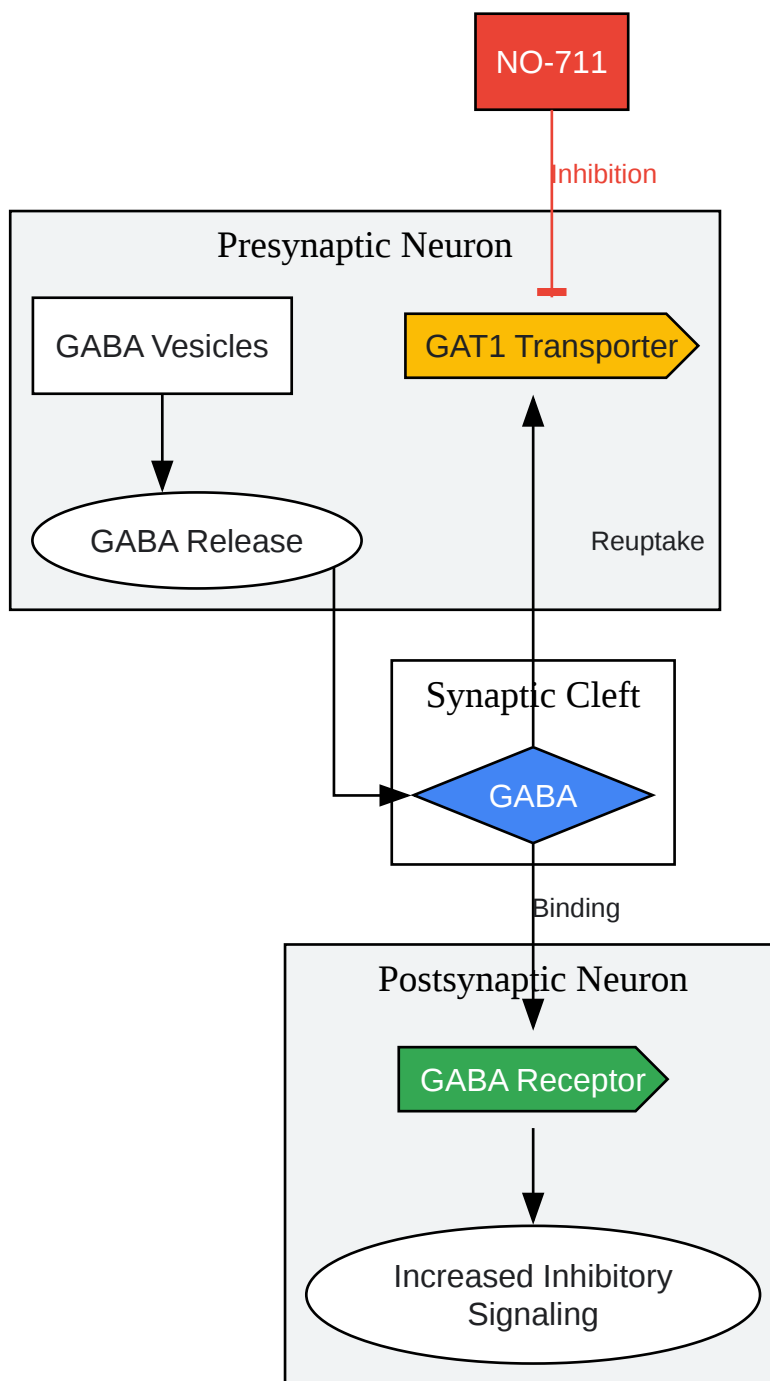 NO-711
Inhibition
Presynaptic Neuron
GABA Vesicles
GAT1 Transporter
GABA Release
Reuptake
Synaptic Cleft
GABA
Binding
Postsynaptic Neuron
GABA Receptor
Increased Inhibitory
Signaling